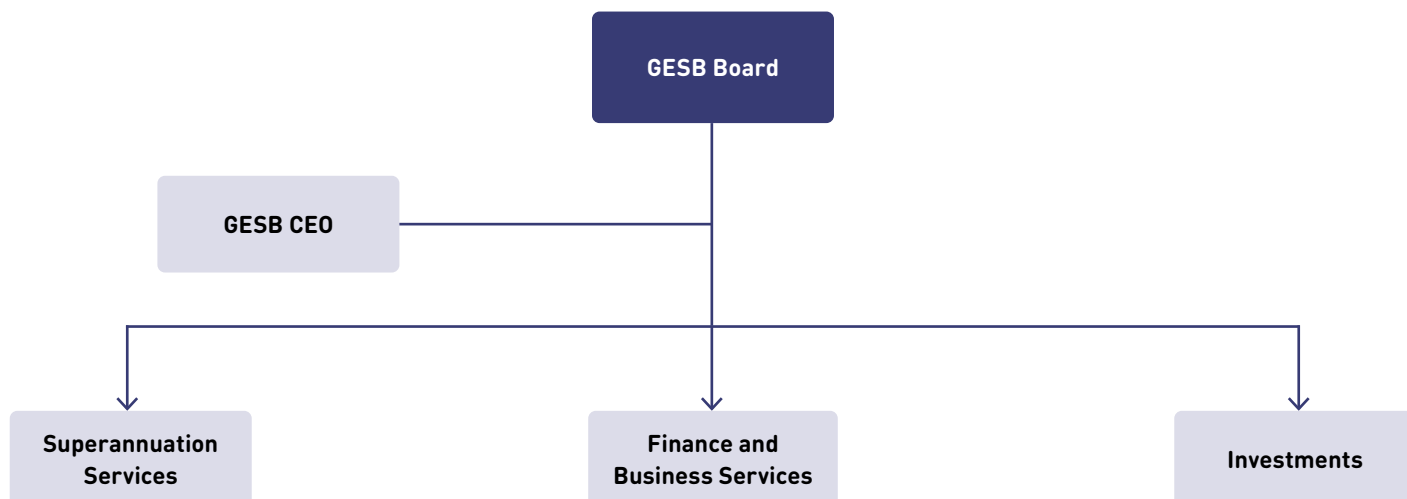 GESB Board
GESB CEO
Superannuation
Services
Finance and
Business Services
Investments